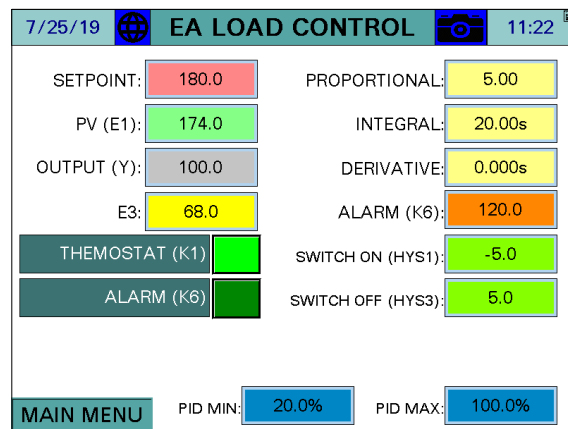 7/25/19 EA LOAD CONTROL 11:22
SETPOINT: 180.0 PROPORTIONAL: 5.00
PV (E1): 174.0 INTEGRAL: 20.00s
OUTPUT (Y): 100.0 DERIVATIVE: 0.000s
E3: 68.0 ALARM (K6): 120.0
THEMOSTAT (K1) SWITCH ON (HYS1): -5.0
ALARM (K6) SWITCH OFF (HYS3): 5.0
MAIN MENU PID MIN: 20.0% PID MAX: 100.0%